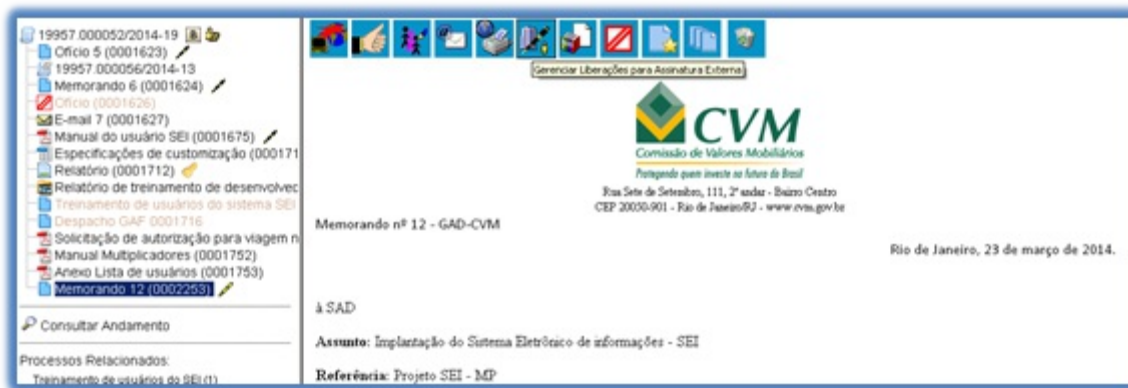 19957.000052/2014-19
Ofício 5 (0001623)
19957.000056/2014-13
Memorando 6 (0001624)
Ofício (0001626)
E-mail 7 (0001627)
Manual do usuário SEI (0001675)
Especificações de customização (000171
Relatório (0001712)
Relatório de treinamento de desenvolvec
Treinamento de usuários do sistema SEI
Despacho GAF 0001716
Solicitação de autorização para viagem n
Manual Multiplicadores (0001752)
Anexo Lista de usuários (0001753)
Memorando 12 (0002253)
Consultar Andamento
Processos Relacionados:
Treinamento de usuários do SEI (1)
Gerenciar Liberações para Assinatura Externa
CVM
Comissão de Valores Mobiliários
Protegendo quem investe no futuro do Brasil
Rua Sete de Setembro, 111, 2º andar - Bairro Centro
CEP 20050-901 - Rio de Janeiro/RJ - www.cvm.gov.br
Memorando nº 12 - GAD-CVM
Rio de Janeiro, 23 de março de 2014.
à SAD
Assunto: Implantação do Sistema Eletrônico de informações - SEI
Referência: Projeto SEI - MP